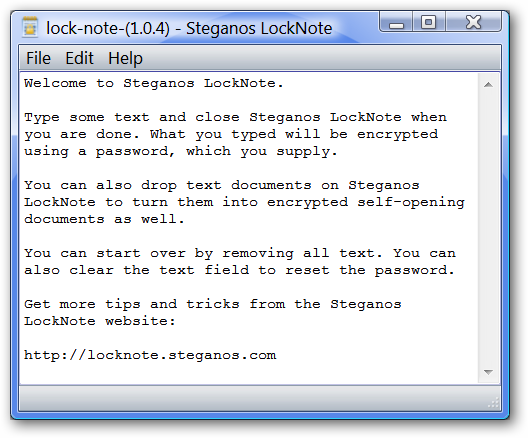 lock-note-(1.0.4) - Steganos LockNote
File Edit Help
Welcome to Steganos LockNote.
Type some text and close Steganos LockNote when
you are done. What you typed will be encrypted
using a password, which you supply.
You can also drop text documents on Steganos
LockNote to turn them into encrypted self-opening
documents as well.
You can start over by removing all text. You can
also clear the text field to reset the password.
Get more tips and tricks from the Steganos
LockNote website:
http://locknote.steganos.com